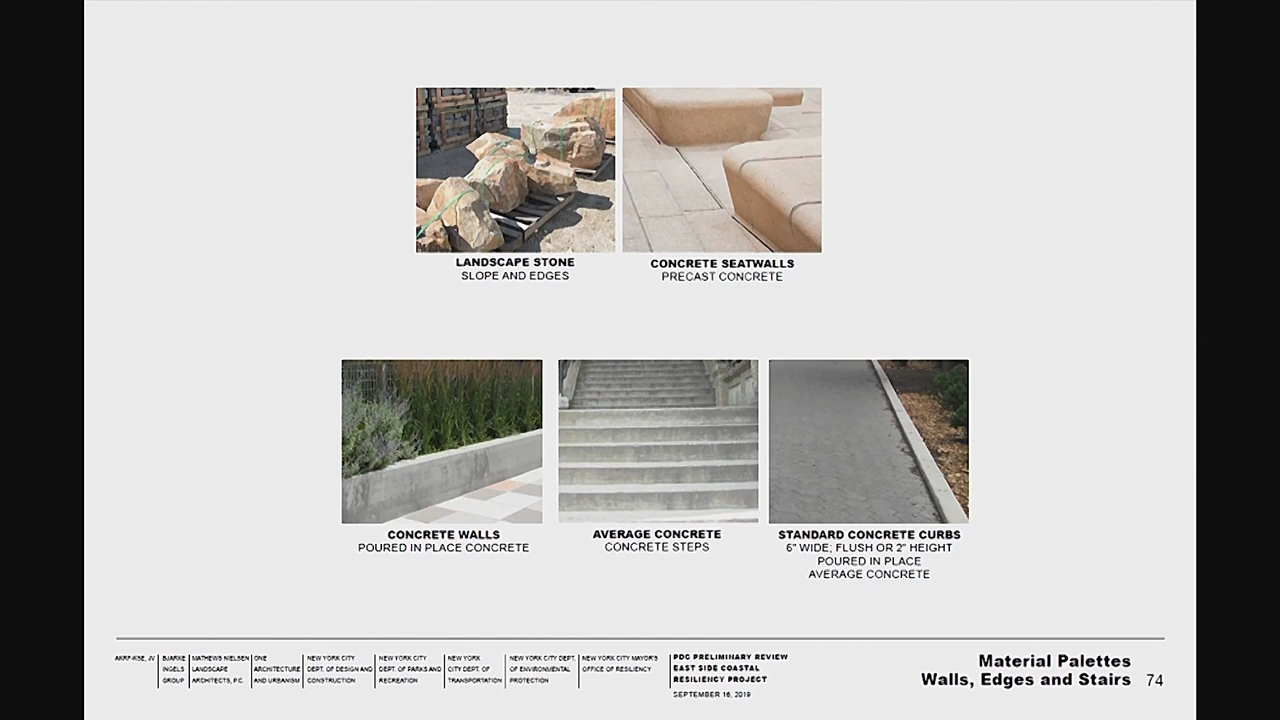 LANDSCAPE STONE
SLOPE AND EDGES
CONCRETE SEATWALLS
PRECAST CONCRETE
CONCRETE WALLS
POURED IN PLACE CONCRETE
AVERAGE CONCRETE
CONCRETE STEPS
STANDARD CONCRETE CURBS
6" WIDE; FLUSH OR 2" HEIGHT
POURED IN PLACE
AVERAGE CONCRETE
AKRF-KSE, JV
BJARKE
INGELS
GROUP
MATHEWS NIELSEN
LANDSCAPE
ARCHITECTS, P.C.
ONE
ARCHITECTURE
AND URBANISM
NEW YORK CITY
DEPT. OF DESIGN AND
CONSTRUCTION
NEW YORK CITY
DEPT. OF PARKS AND
RECREATION
NEW YORK
CITY DEPT. OF
TRANSPORTATION
NEW YORK CITY DEPT.
OF ENVIRONMENTAL
PROTECTION
NEW YORK CITY MAYOR'S
OFFICE OF RESILIENCY
PDC PRELIMINARY REVIEW
EAST SIDE COASTAL
RESILIENCY PROJECT
SEPTEMBER 16, 2019
Material Palettes
Walls, Edges and Stairs 74